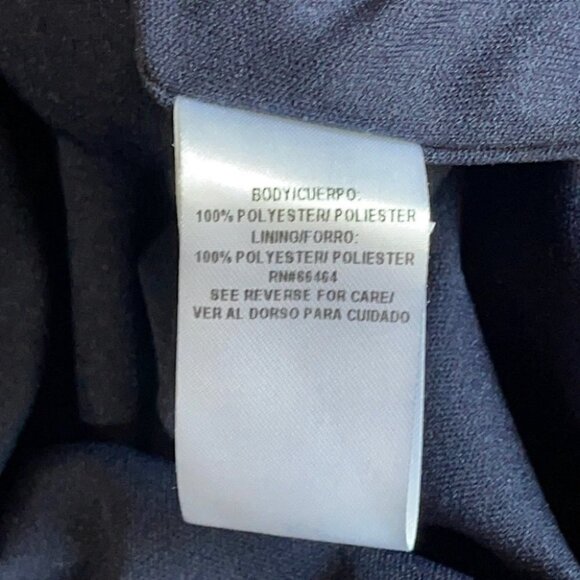 BODY/CUERPO:
100% POLYESTER/ POLIESTER
LINING/FORRO:
100% POLYESTER/ POLIESTER
RN#66464
SEE REVERSE FOR CARE/
VER AL DORSO PARA CUIDADO